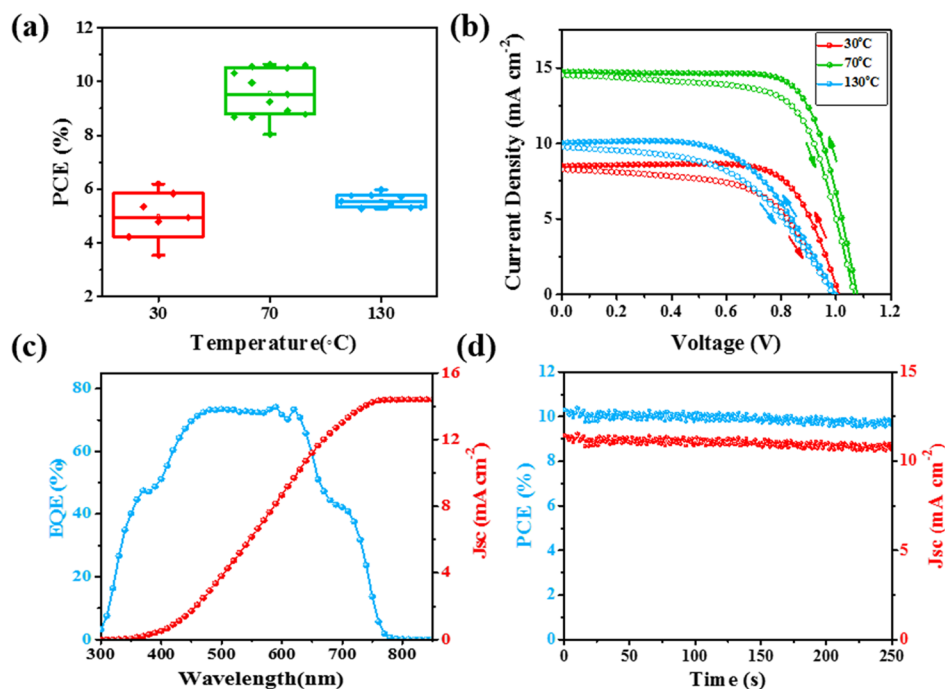 (a)
12
10
8
6
4
2
PCE (%)
30 70 130
Temperature(◦C)
(b)
15
10
5
0
Current Density (mA cm-2)
30°C
70°C
130°C
0.0 0.2 0.4 0.6 0.8 1.0
Voltage (V)
(c)
80
60
40
20
0
EQE (%)
16
12
8
4
0
Jsc (mA cm-2)
300 400 500 600 700 800
Wavelength(nm)
(d)
12
10
8
6
4
2
0
PCE (%)
15
10
5
0
Jsc (mA cm-2)
0 50 100 150 200 250
Time (s)